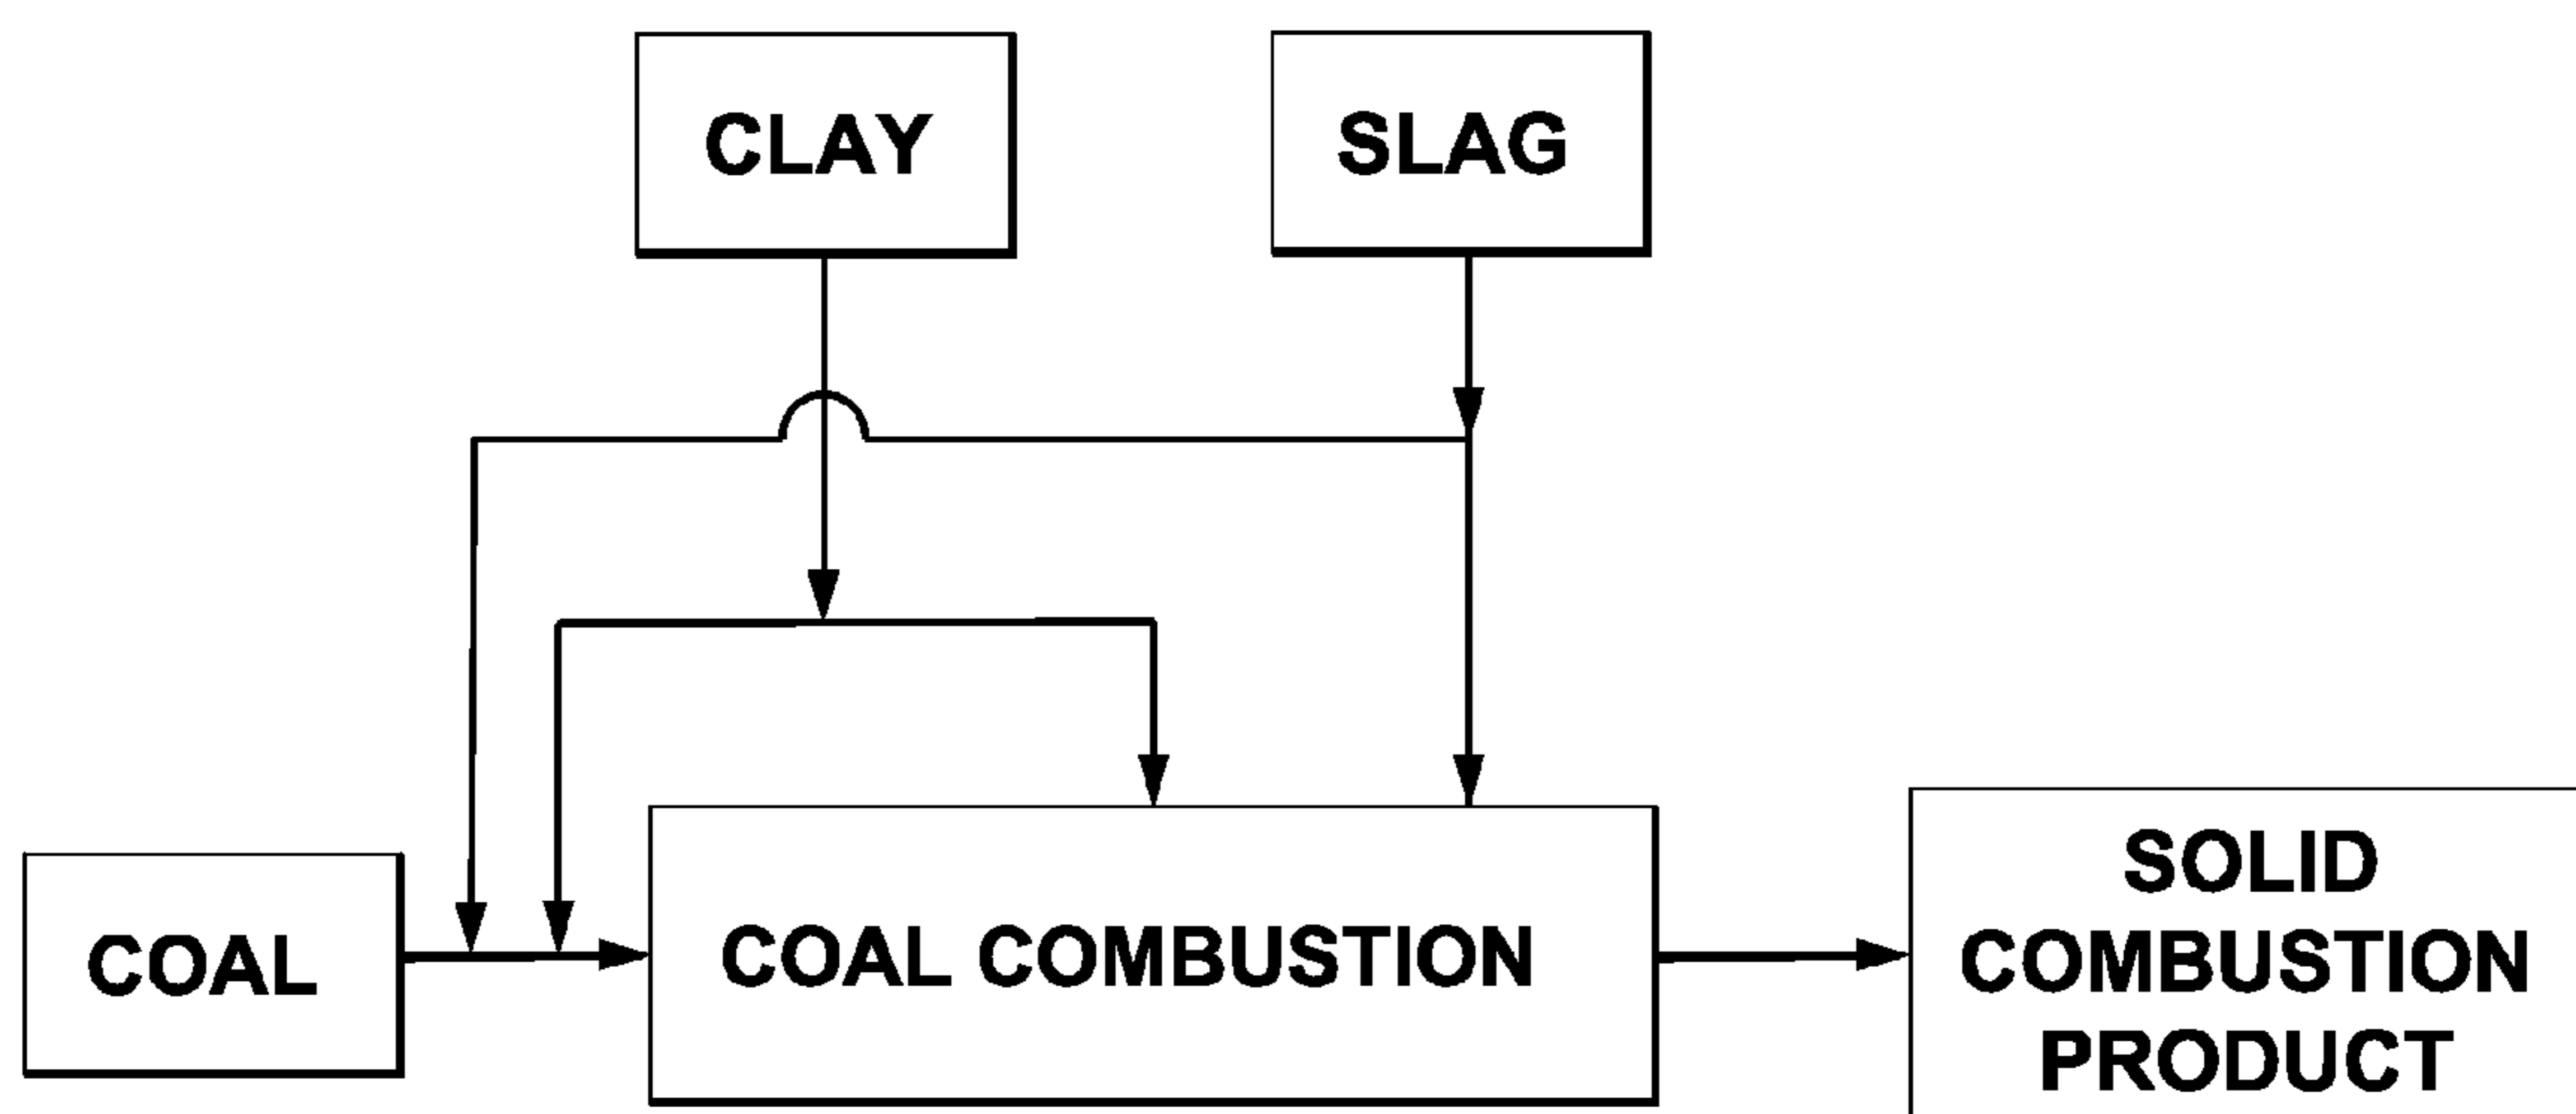 CLAY
SLAG
COAL
COAL COMBUSTION
SOLID
COMBUSTION
PRODUCT